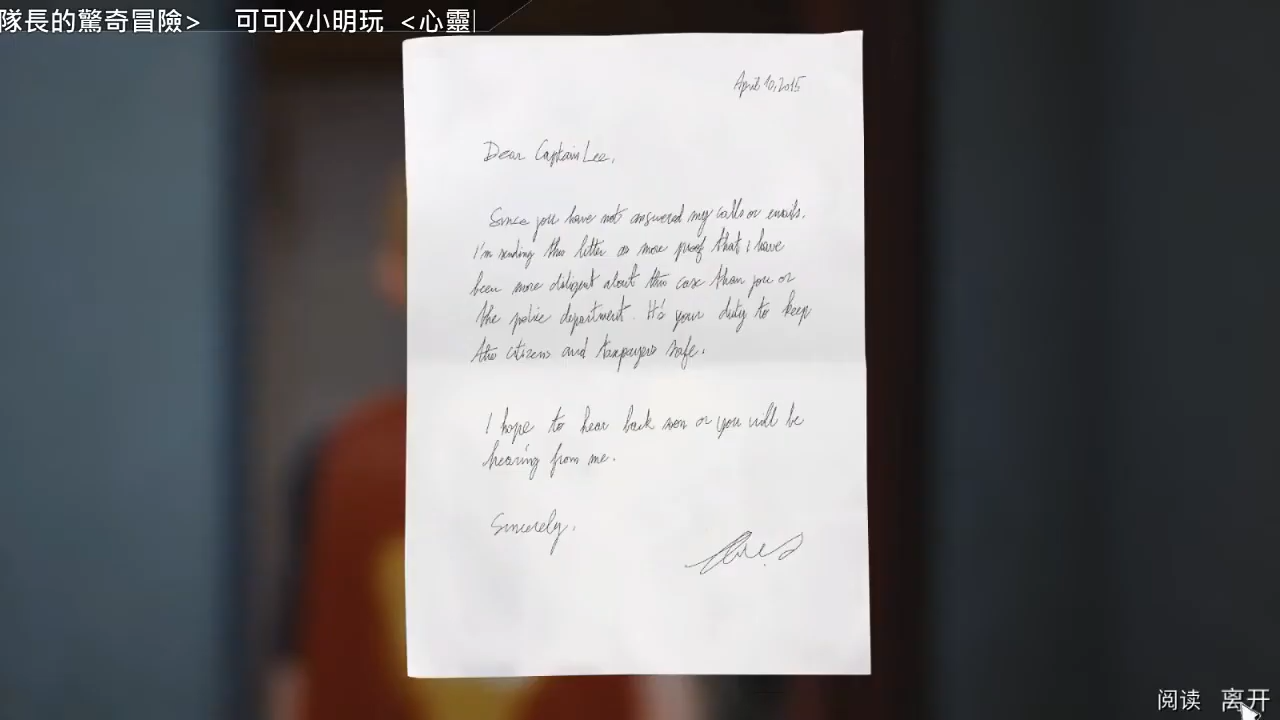 隊長的驚奇冒險> 可可X小明玩 <心靈
April 10, 2015
Dear Captain Lee,
Since you have not answered my calls or emails.
I'm sending this letter as more proof that i have
been more diligent about this case than you or
the police department. It's your duty to keep
the citizens and taxpayers safe.
I hope to hear back soon or you will be
hearing from me.
Sincerely.
阅读 离开